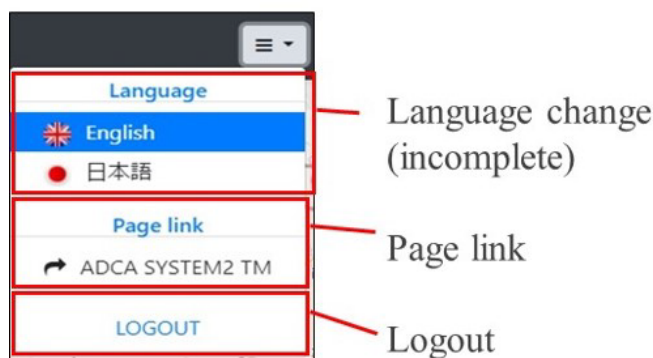 Language
English
日本語
Page link
ADCA SYSTEM2 TM
LOGOUT
Language change
(incomplete)
Page link
Logout